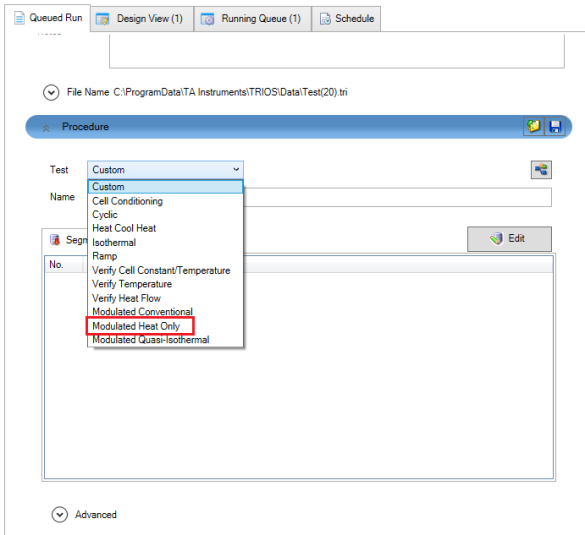 Queued Run
Design View (1)
Running Queue (1)
Schedule
Notes
File Name C:\ProgramData\TA Instruments\TRIOS\Data\Test(20).tri
Procedure
Test
Custom
Custom
Name
Cell Conditioning
Cyclic
Heat Cool Heat
Segm
Isothermal
Edit
Ramp
No.
Verify Cell Constant/Temperature
Verify Temperature
Verify Heat Flow
Modulated Conventional
Modulated Heat Only
Modulated Quasi-Isothermal
Advanced